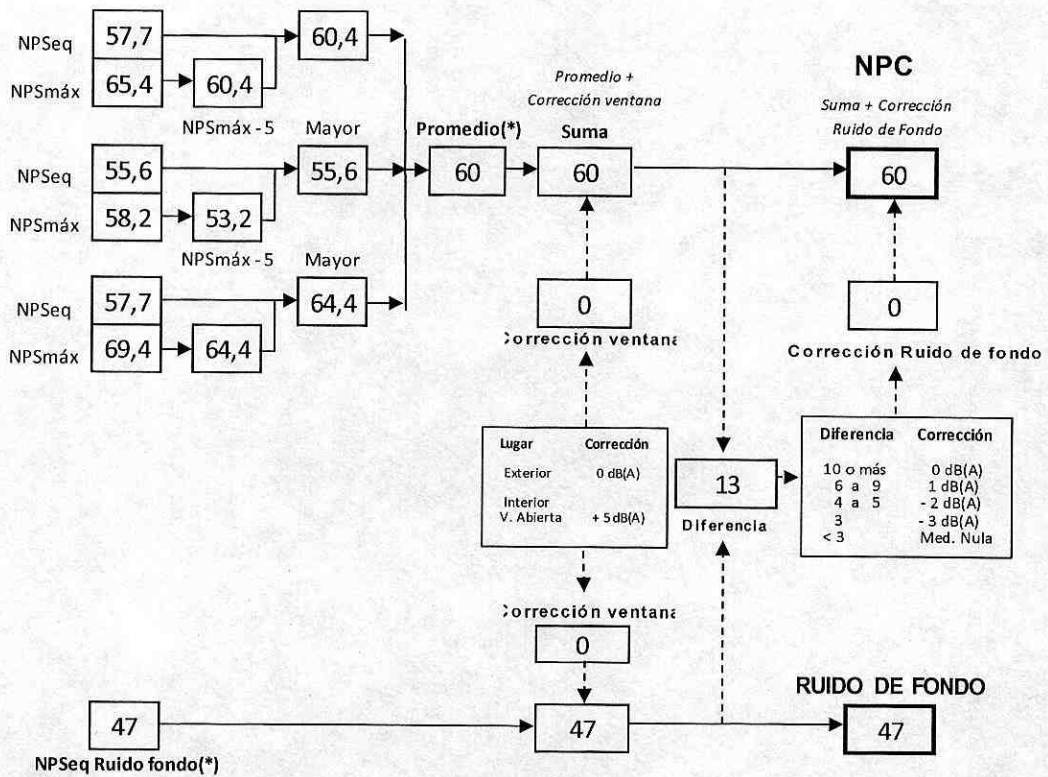 NPSeq 57,7 60,4
NPSmáx 65,4 60,4
NPSmáx - 5 Mayor
NPSeq 55,6 55,6
NPSmáx 58,2 53,2
NPSmáx - 5 Mayor
NPSeq 57,7 64,4
NPSmáx 69,4 64,4
Promedio(*)
60
Promedio +
Corrección ventana
Suma
60
0
orrección ventana
NPC
Suma + Corrección
Ruido de Fondo
60
0
Corrección Ruido de fondo
Lugar Corrección
Exterior 0 dB(A)
Interior
V. Abierta + 5 dB(A)
13
Diferencia
Diferencia Corrección
10 o más 0 dB(A)
6 a 9 1 dB(A)
4 a 5 - 2 dB(A)
3 - 3 dB(A)
< 3 Med. Nula
orrección ventana
0
RUIDO DE FONDO
47 47 47
NPSeq Ruido fondo(*)